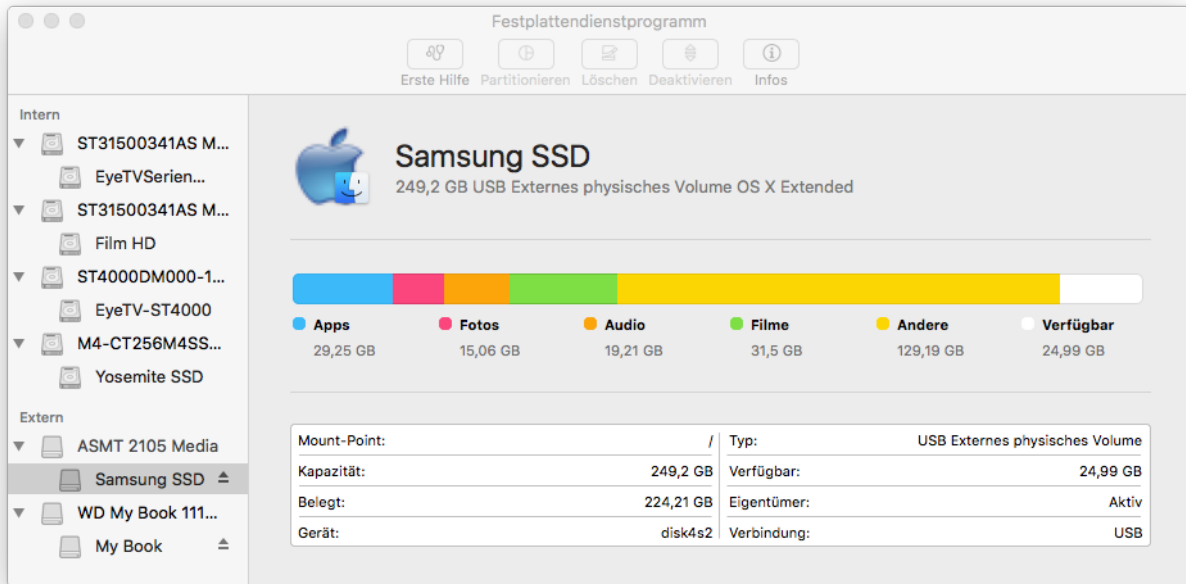 Festplattendienstprogramm
Erste Hilfe Partitionieren Löschen Deaktivieren Infos
Intern
ST31500341AS M...
EyeTVSerien...
ST31500341AS M...
Film HD
ST4000DM000-1...
EyeTV-ST4000
M4-CT256M4SS...
Yosemite SSD
Extern
ASMT 2105 Media
Samsung SSD
WD My Book 111...
My Book
Samsung SSD
249,2 GB USB Externes physisches Volume OS X Extended
Apps Fotos Audio Filme Andere Verfügbar
29,25 GB 15,06 GB 19,21 GB 31,5 GB 129,19 GB 24,99 GB
Mount-Point: / Typ: USB Externes physisches Volume
Kapazität: 249,2 GB Verfügbar: 24,99 GB
Belegt: 224,21 GB Eigentümer: Aktiv
Gerät: disk4s2 Verbindung: USB